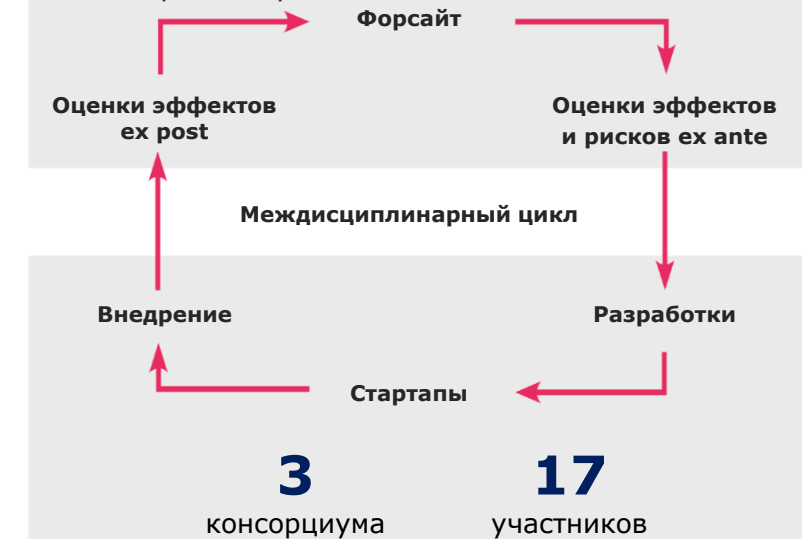 Форсайт
Оценки эффектов
ex post
Оценки эффектов
и рисков ex ante
Междисциплинарный цикл
Внедрение
Разработки
Стартапы
3
17
консорциума
участников